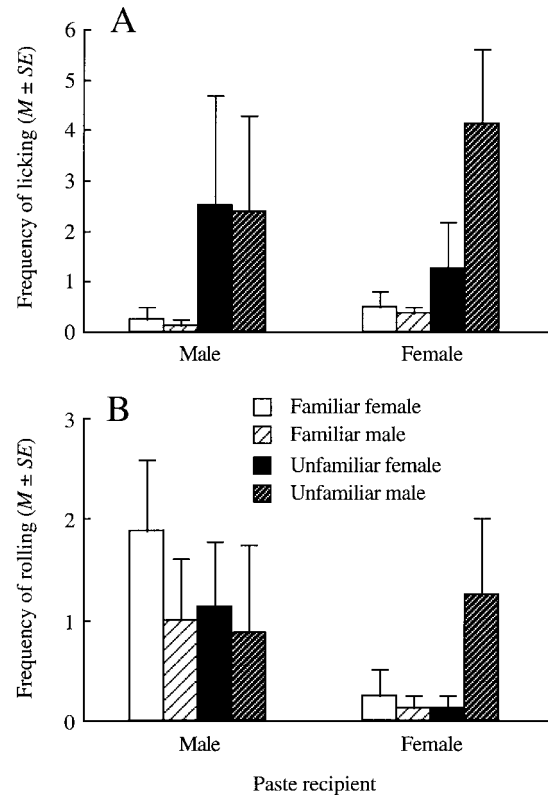 A
Frequency of licking (M ± SE)
6
5
4
3
2
1
0
Male Female
B
Familiar female
Familiar male
Unfamiliar female
Unfamiliar male
Frequency of rolling (M ± SE)
3
2
1
0
Male Female
Paste recipient